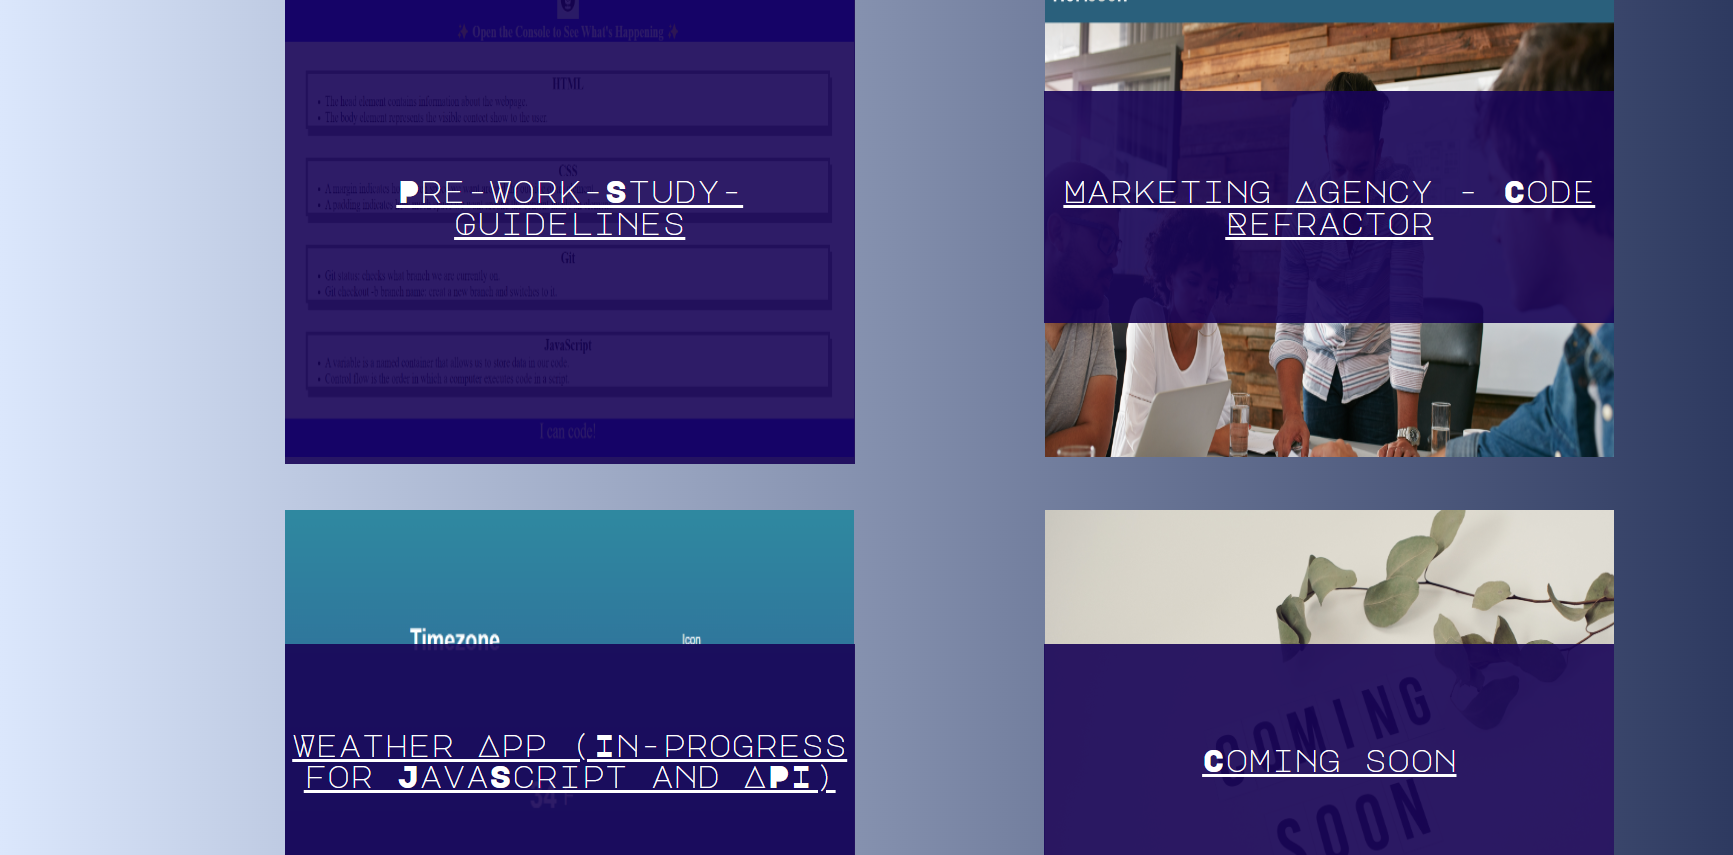 ✨ Open the Console to See What's Happening ✨
HTML
• The head element contains information about the webpage.
• The body element represents the visible content show to the user.
CSS
PRE-WORK-STUDY-
GUIDELINES
Git
• Git status: checks what branch we are currently on.
• Git checkout -b branch name: creat a new branch and switches to it.
JavaScript
• A variable is a named container that allows us to store data in our code.
• Control flow is the order in which a computer executes code in a script.
I can code!
MARKETING AGENCY - CODE
REFRACTOR
Timezone
Icon
WEATHER APP (IN-PROGRESS
FOR JAVASCRIPT AND API)
COMING
SOON
COMING SOON